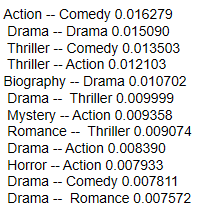 Action -- Comedy 0.016279
Drama -- Drama 0.015090
Thriller -- Comedy 0.013503
Thriller -- Action 0.012103
Biography -- Drama 0.010702
Drama -- Thriller 0.009999
Mystery -- Action 0.009358
Romance -- Thriller 0.009074
Drama -- Action 0.008390
Horror -- Action 0.007933
Drama -- Comedy 0.007811
Drama -- Romance 0.007572